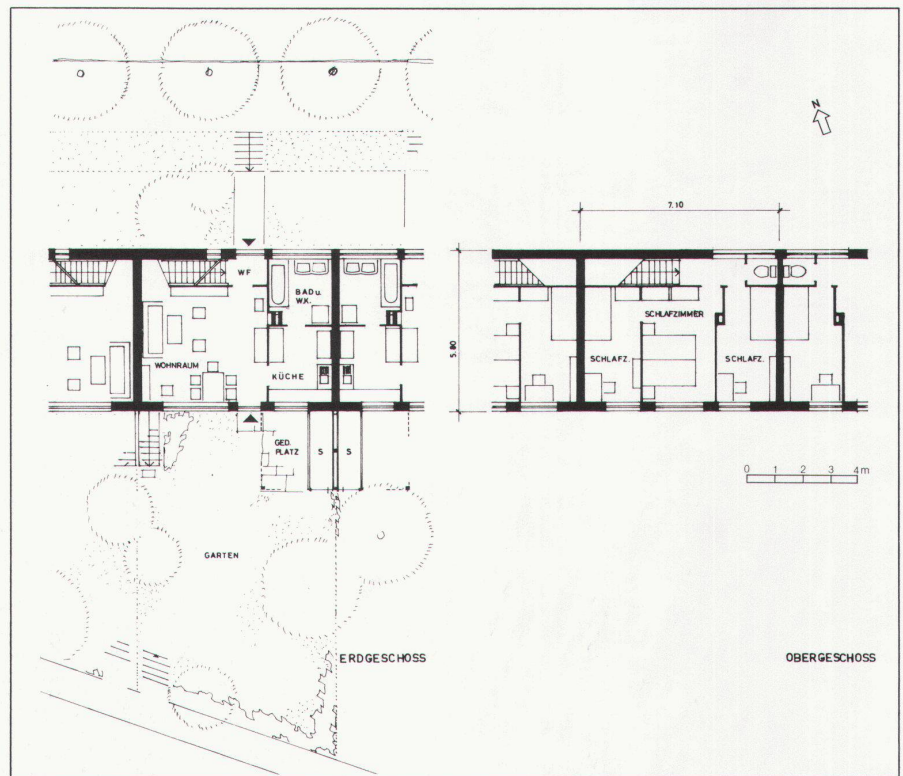 N
7.10
5.80
WF
BAD u.
W.K.
WOHNRAUM
KÜCHE
GED.
PLATZ
S
S
GARTEN
ERDGESCHOSS
SCHLAFZIMMER
SCHLAFZ.
SCHLAFZ.
0 1 2 3 4m
OBERGESCHOSS